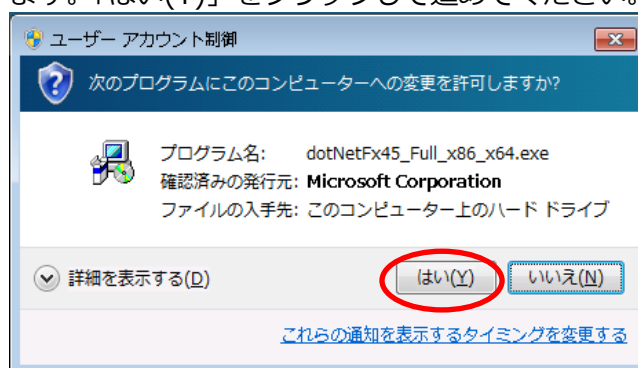 ます。「はい(Y)」をクリックして進めてください。
ユーザー アカウント制御
次のプログラムにこのコンピューターへの変更を許可しますか?
プログラム名: dotNetFx45_Full_x86_x64.exe
確認済みの発行元: Microsoft Corporation
ファイルの入手先: このコンピューター上のハード ドライブ
詳細を表示する(D) はい(Y) いいえ(N)
これらの通知を表示するタイミングを変更する